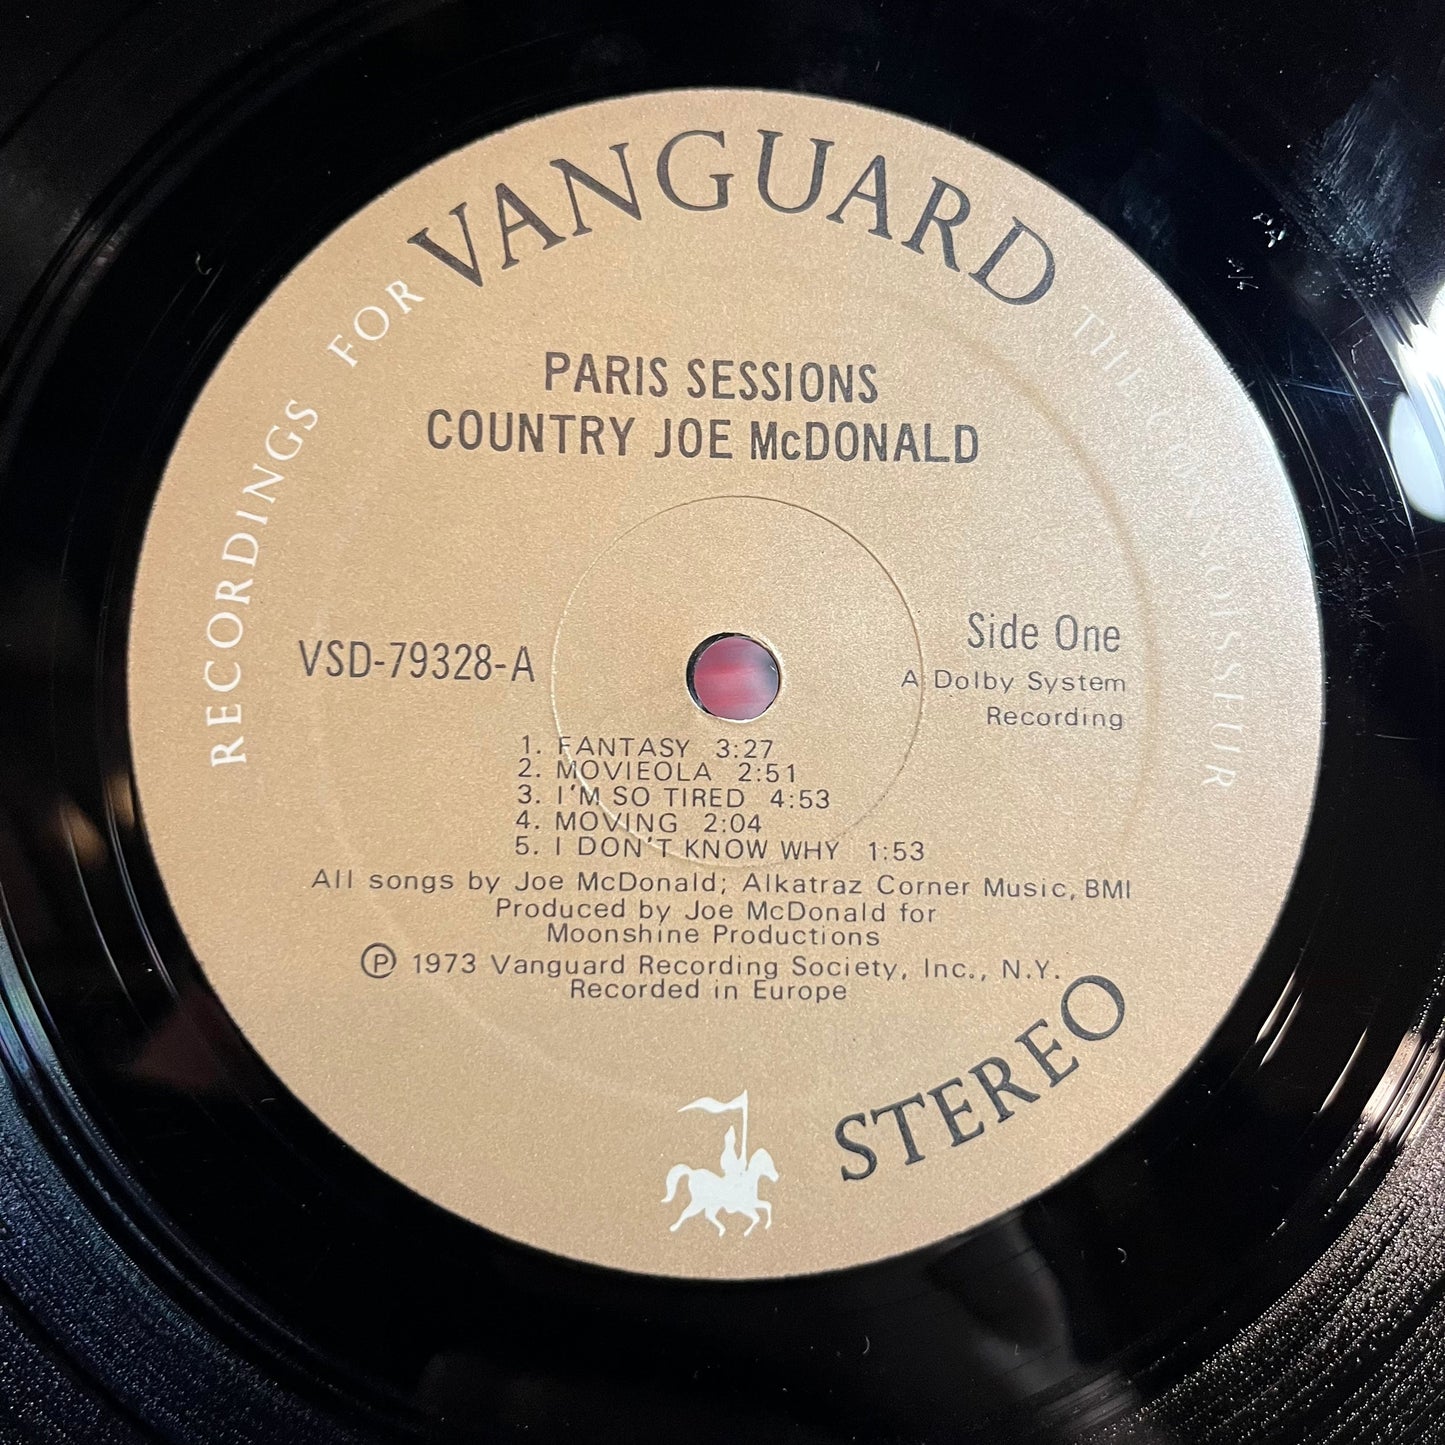 RECORDINGS FOR VANGUARD THE CONNOISSEUR
PARIS SESSIONS
COUNTRY JOE McDONALD
VSD-79328-A
Side One
A Dolby System
Recording
1. FANTASY 3:27
2. MOVIEOLA 2:51
3. I'M SO TIRED 4:53
4. MOVING 2:04
5. I DON'T KNOW WHY 1:53
All songs by Joe McDonald; Alkatraz Corner Music, BMI
Produced by Joe McDonald for
Moonshine Productions
℗ 1973 Vanguard Recording Society, Inc., N.Y.
Recorded in Europe
STEREO